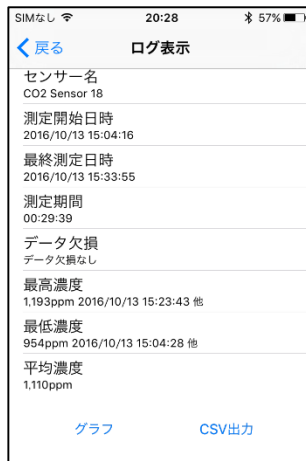 SIMなし 20:28 57%
戻る ログ表示
センサー名
CO2 Sensor 18
測定開始日時
2016/10/13 15:04:16
最終測定日時
2016/10/13 15:33:55
測定期間
00:29:39
データ欠損
データ欠損なし
最高濃度
1,193ppm 2016/10/13 15:23:43 他
最低濃度
954ppm 2016/10/13 15:04:28 他
平均濃度
1,110ppm
グラフ CSV出力